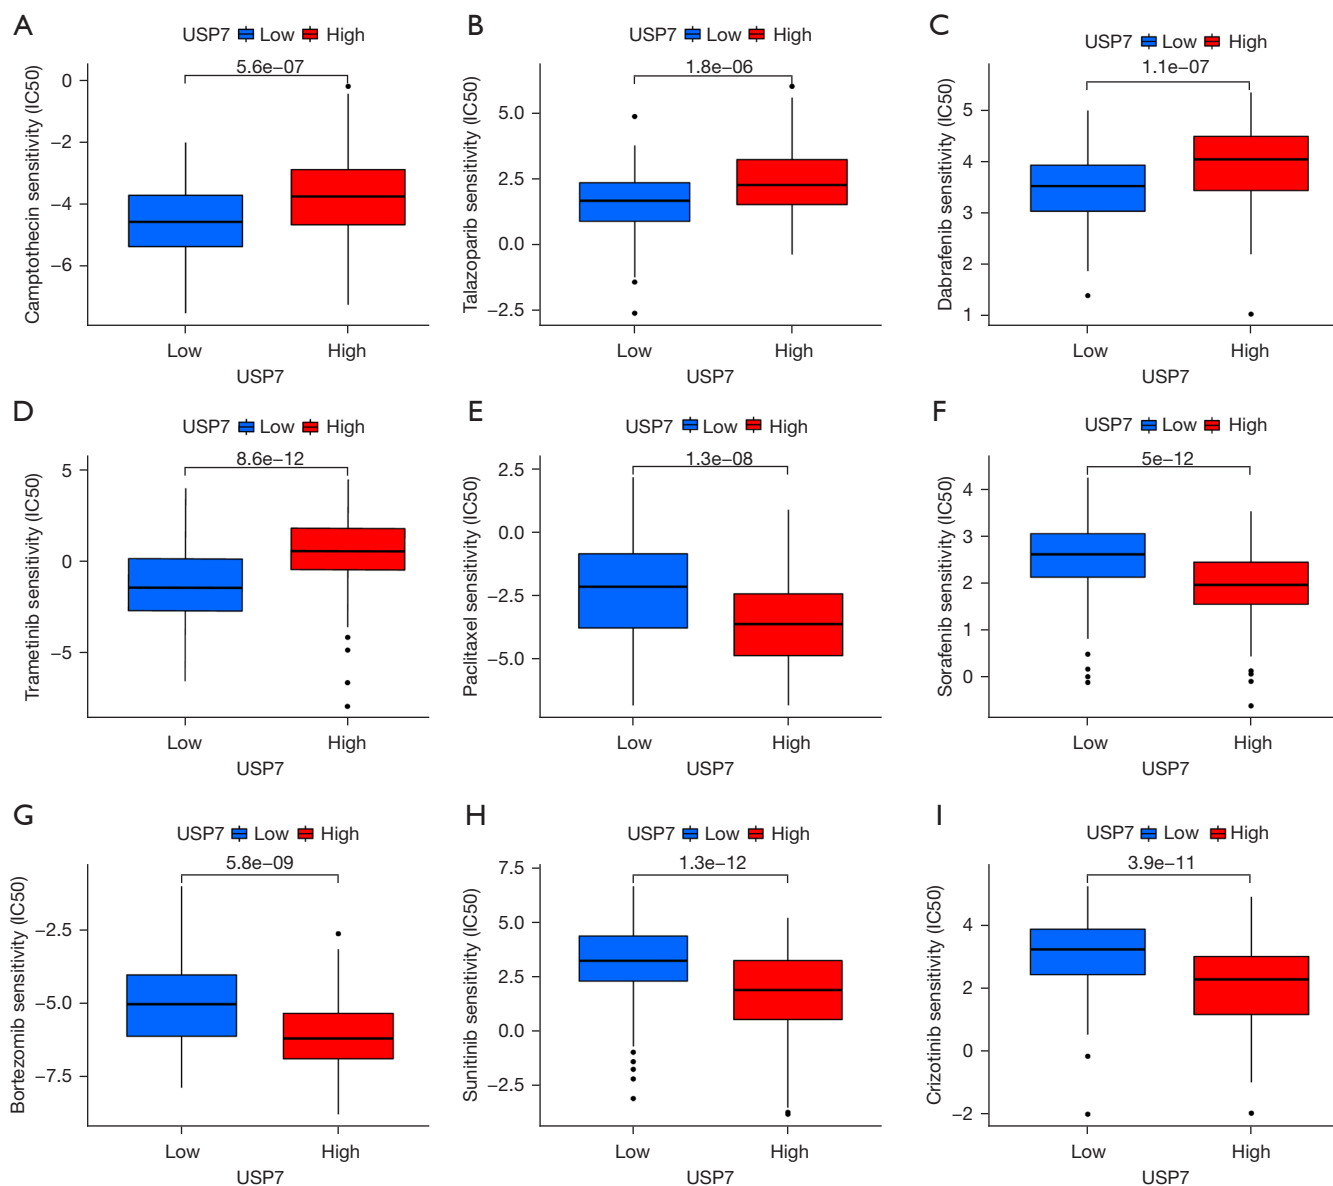 A
USP7 Low High
5.6e−07
Camptothecin sensitivity (IC50)
0
−2
−4
−6
Low High
USP7
B
USP7 Low High
1.8e−06
Talazoparib sensitivity (IC50)
5.0
2.5
0.0
−2.5
Low High
USP7
C
USP7 Low High
1.1e−07
Dabrafenib sensitivity (IC50)
5
4
3
2
1
Low High
USP7
D
USP7 Low High
8.6e−12
Trametinib sensitivity (IC50)
5
0
−5
Low High
USP7
E
USP7 Low High
1.3e−08
Paclitaxel sensitivity (IC50)
2.5
0.0
−2.5
−5.0
Low High
USP7
F
USP7 Low High
5e−12
Sorafenib sensitivity (IC50)
4
3
2
1
0
Low High
USP7
G
USP7 Low High
5.8e−09
Bortezomib sensitivity (IC50)
−2.5
−5.0
−7.5
Low High
USP7
H
USP7 Low High
1.3e−12
Sunitinib sensitivity (IC50)
7.5
5.0
2.5
0.0
−2.5
Low High
USP7
I
USP7 Low High
3.9e−11
Crizotinib sensitivity (IC50)
4
2
0
−2
Low High
USP7